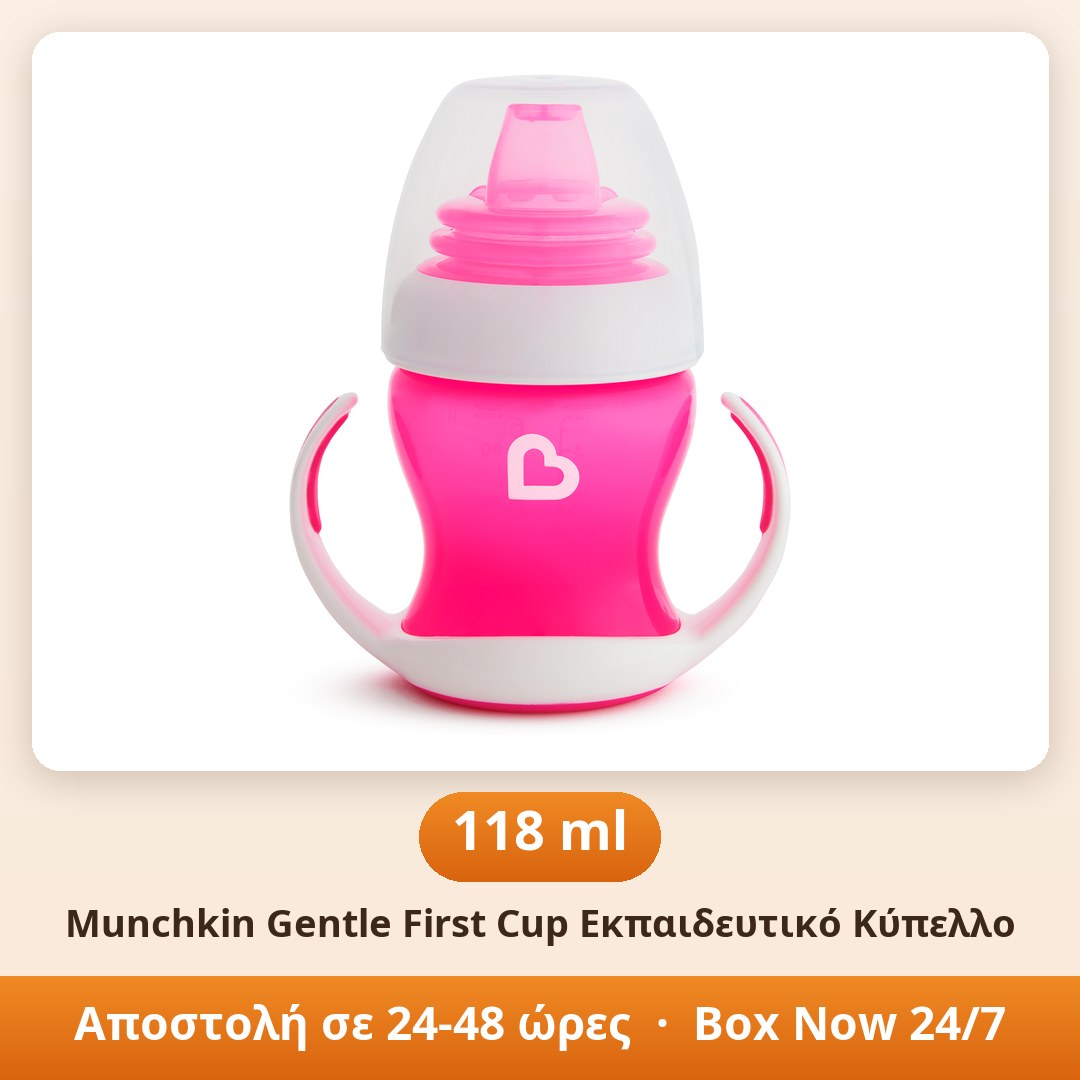 118 ml
Munchkin Gentle First Cup Εκπαιδευτικό Κύπελλο
Αποστολή σε 24-48 ώρες · Box Now 24/7